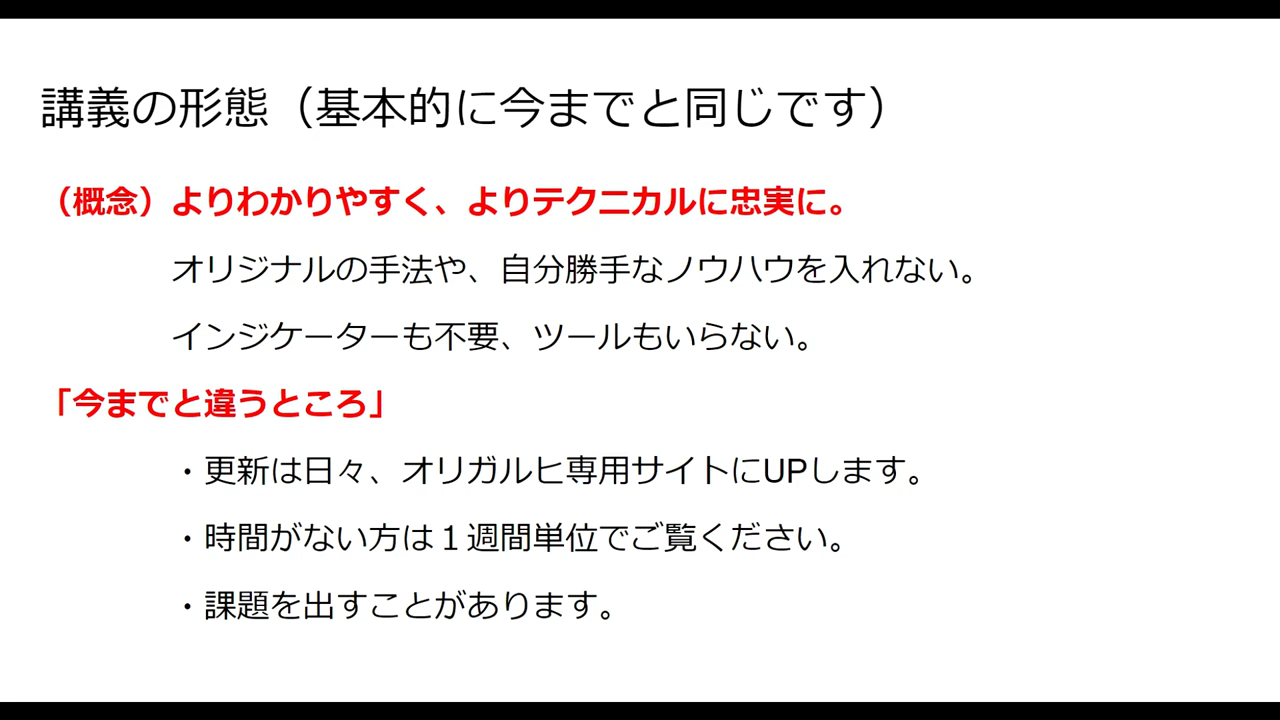 講義の形態（基本的に今までと同じです）
（概念）よりわかりやすく、よりテクニカルに忠実に。
オリジナルの手法や、自分勝手なノウハウを入れない。
インジケーターも不要、ツールもいらない。
「今までと違うところ」
・更新は日々、オリガルヒ専用サイトにUPします。
・時間がない方は１週間単位でご覧ください。
・課題を出すことがあります。